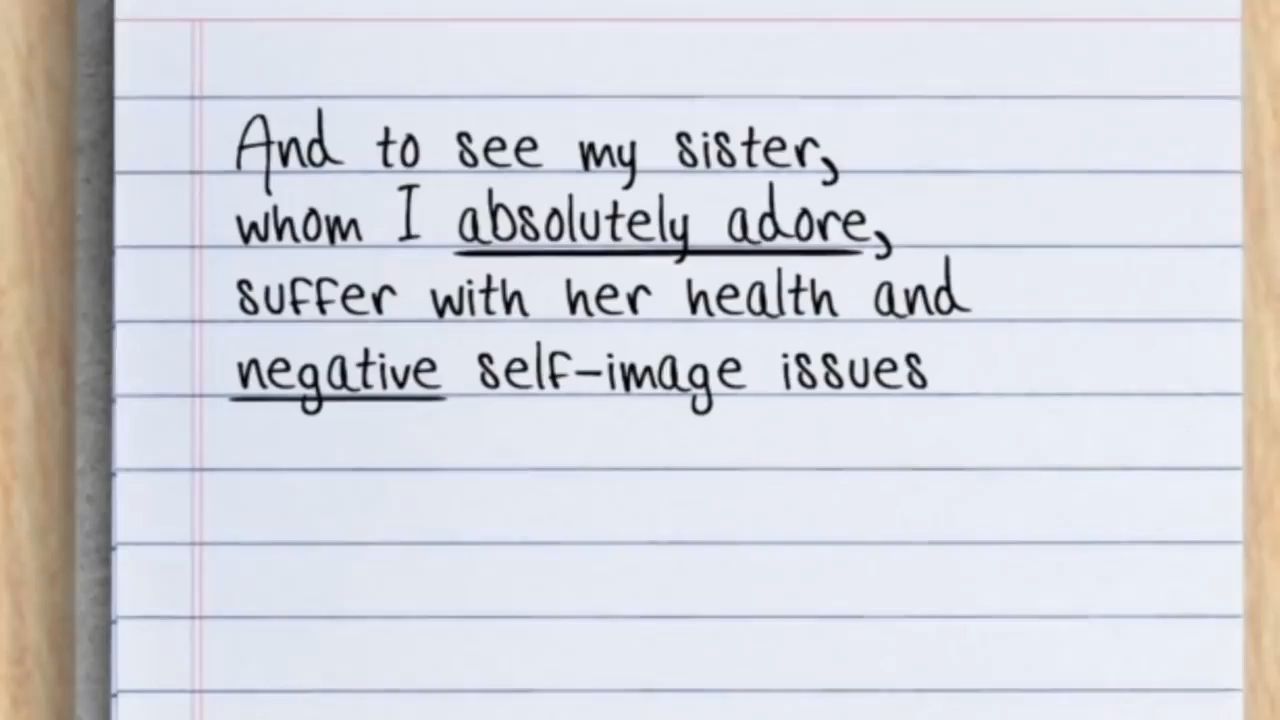 And to see my sister,
whom I absolutely adore,
suffer with her health and
negative self-image issues